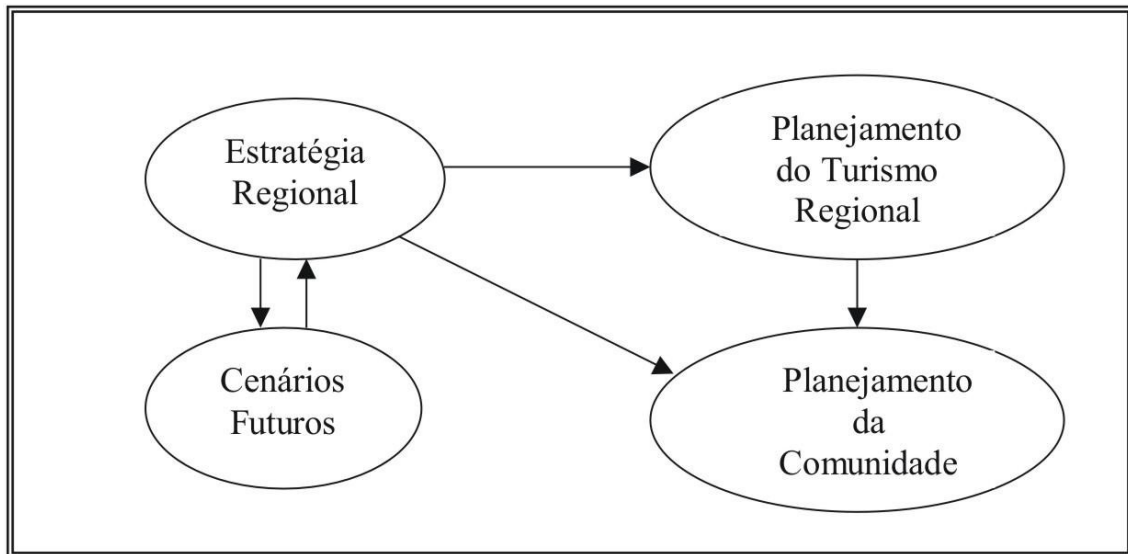 Estratégia
Regional
Planejamento
do Turismo
Regional
Cenários
Futuros
Planejamento
da
Comunidade